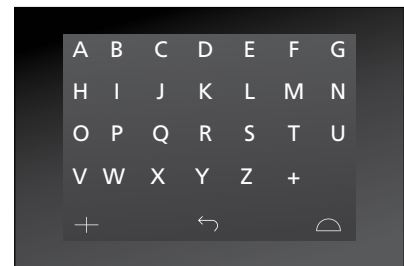 A B C D E F G
H I J K L M N
O P Q R S T U
V W X Y Z +